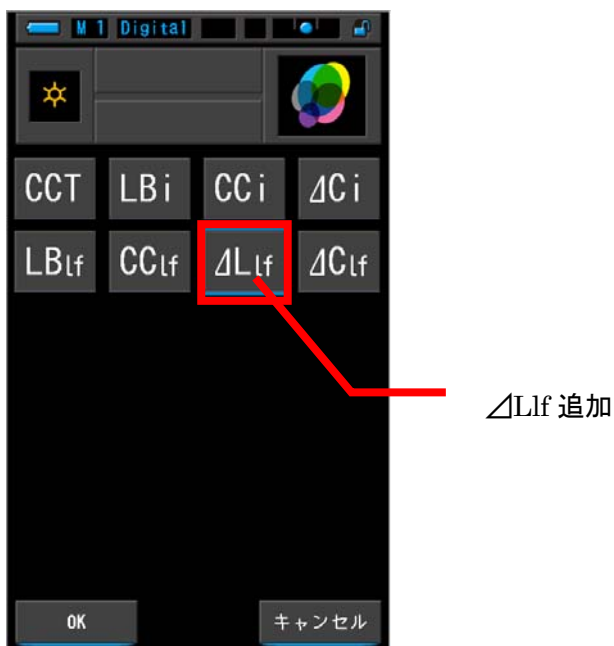 M 1 Digital
CCT LBi CCi ⊿Ci
LBlf CClf ⊿Llf ⊿Clf
⊿Llf 追加
OK キャンセル